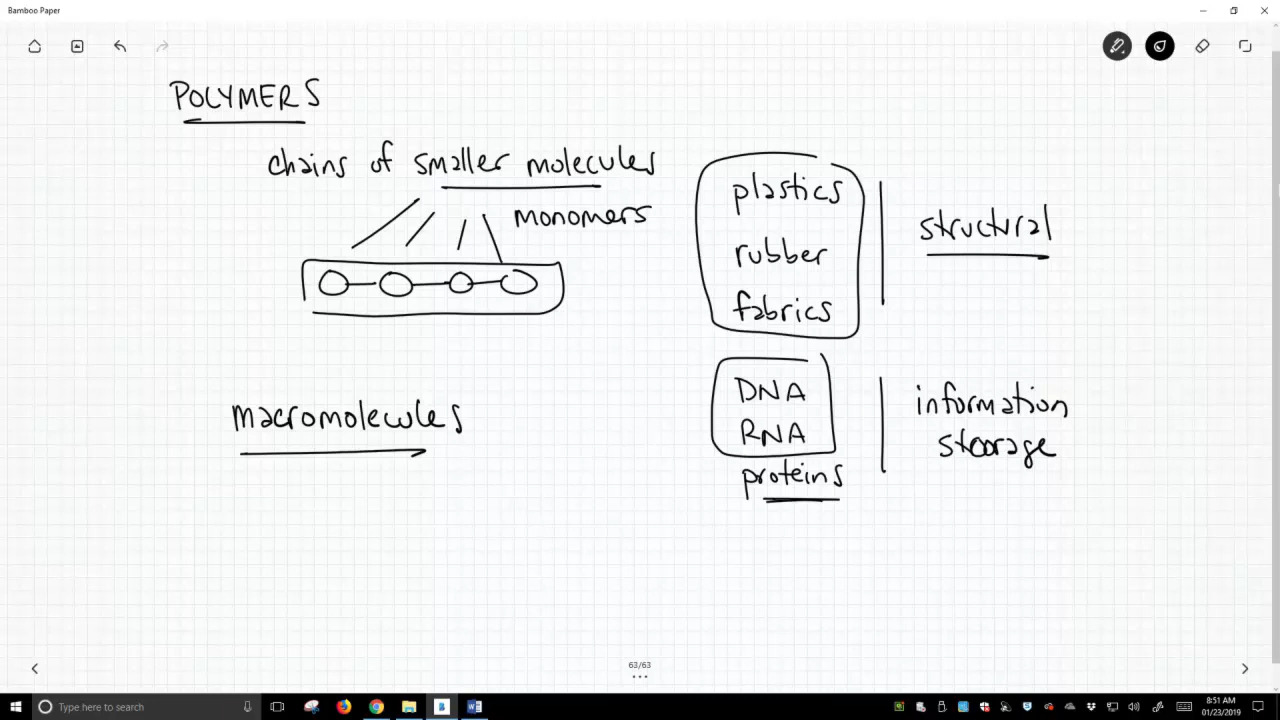 Bamboo Paper
POLYMERS
chains of smaller molecules
monomers
macromolecules
plastics
rubber
fabrics
structural
DNA
RNA
proteins
information
storage
63/63
Type here to search
8:51 AM
01/23/2019